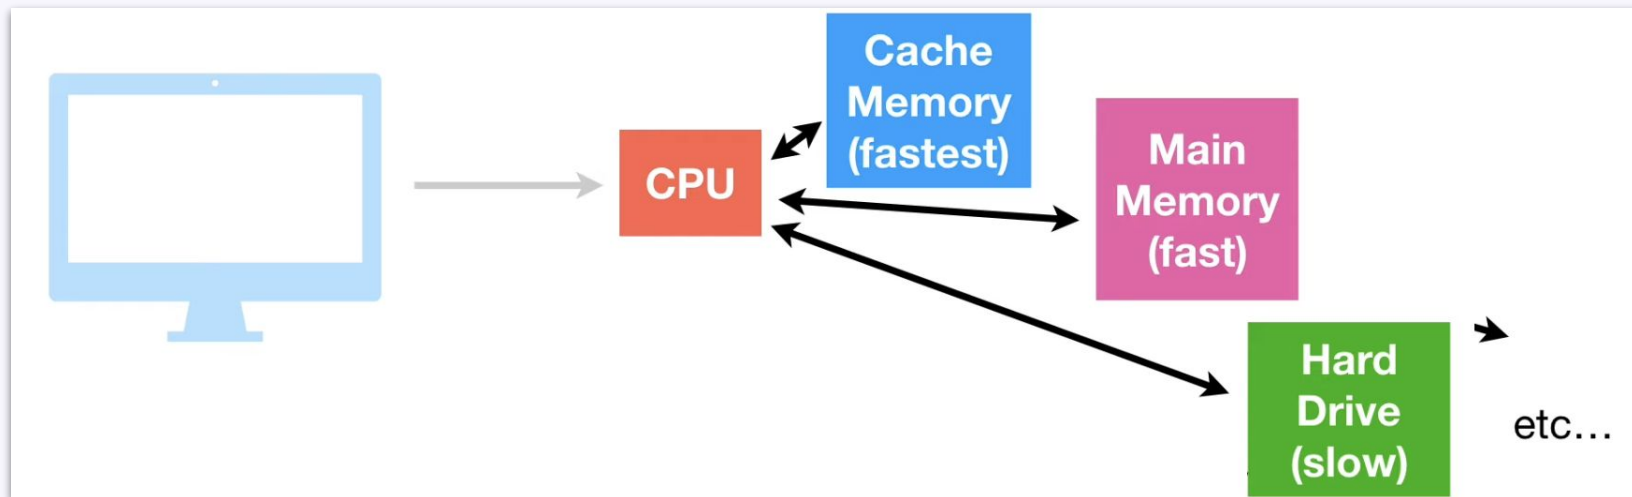 CPU
Cache
Memory
(fastest)
Main
Memory
(fast)
Hard
Drive
(slow)
etc...